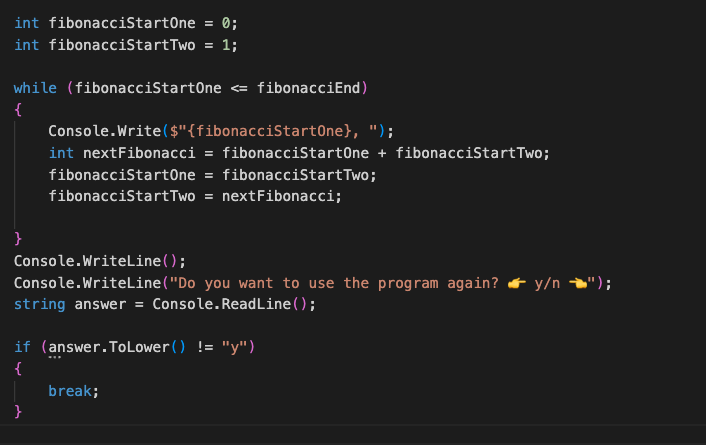 int fibonacciStartOne = 0;
int fibonacciStartTwo = 1;

while (fibonacciStartOne <= fibonacciEnd)
{
    Console.Write($"{fibonacciStartOne}, ");
    int nextFibonacci = fibonacciStartOne + fibonacciStartTwo;
    fibonacciStartOne = fibonacciStartTwo;
    fibonacciStartTwo = nextFibonacci;

}
Console.WriteLine();
Console.WriteLine("Do you want to use the program again? 👉 y/n 👈");
string answer = Console.ReadLine();

if (answer.ToLower() != "y")
{
    break;
}